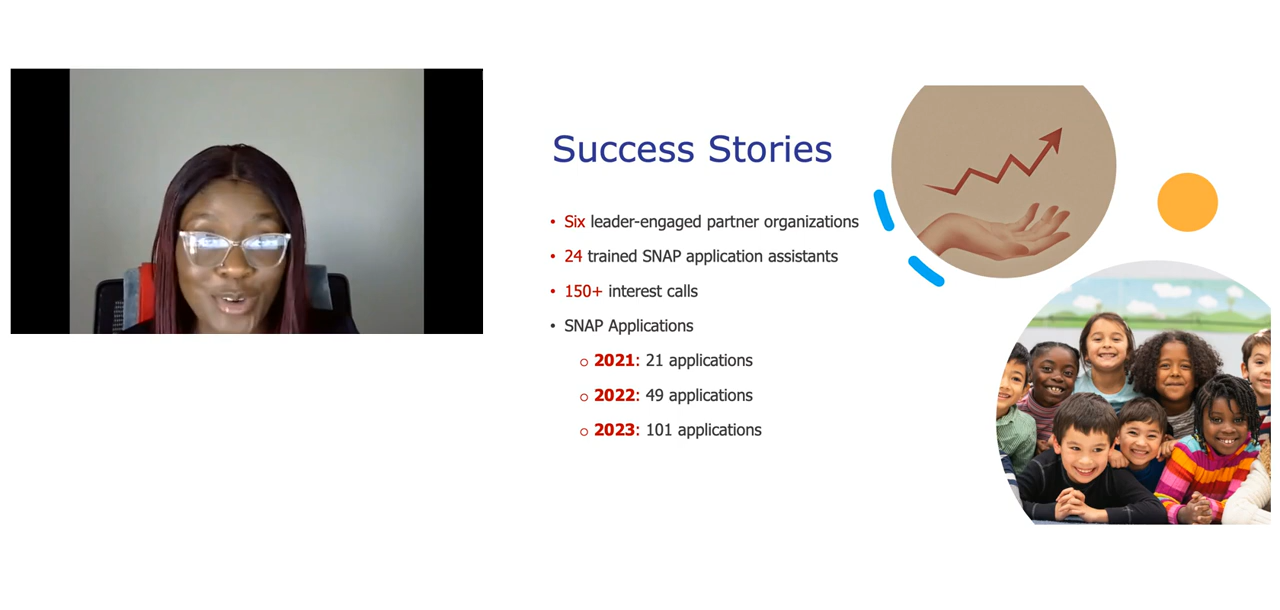 Success Stories
• Six leader-engaged partner organizations
• 24 trained SNAP application assistants
• 150+ interest calls
• SNAP Applications
o 2021: 21 applications
o 2022: 49 applications
o 2023: 101 applications